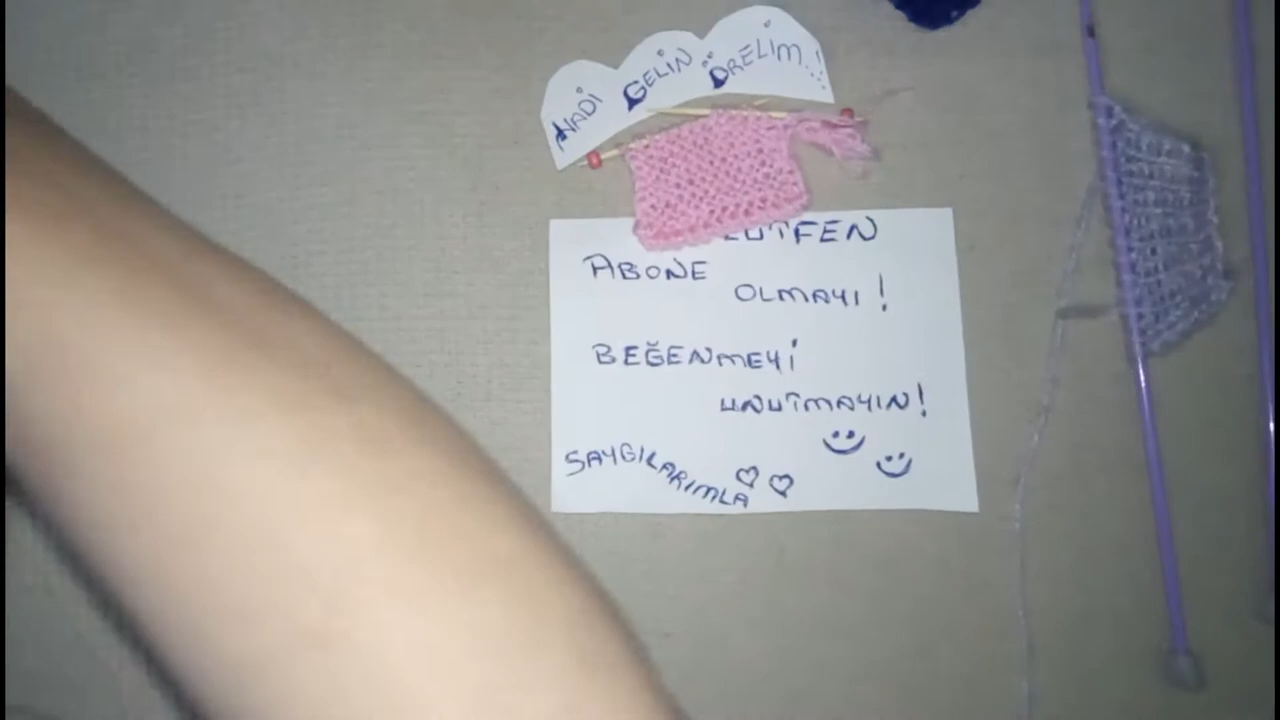 HADİ GELİN ÖRELİM..!
LÜTFEN
ABONE
OLMAYI!
BEĞENMEYİ
UNUTMAYIN!
SAYGILARIMLA